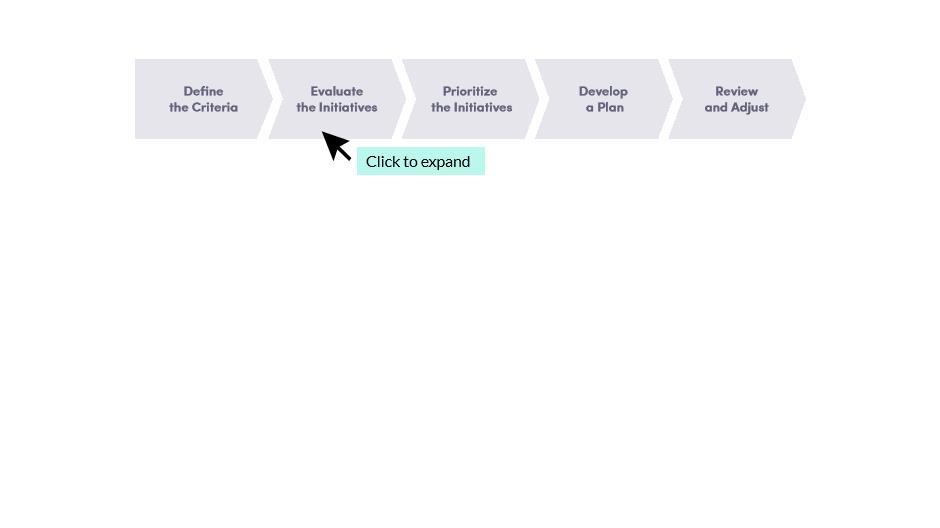 Define
the Criteria
Evaluate
the Initiatives
Prioritize
the Initiatives
Develop
a Plan
Review
and Adjust
Click to expand